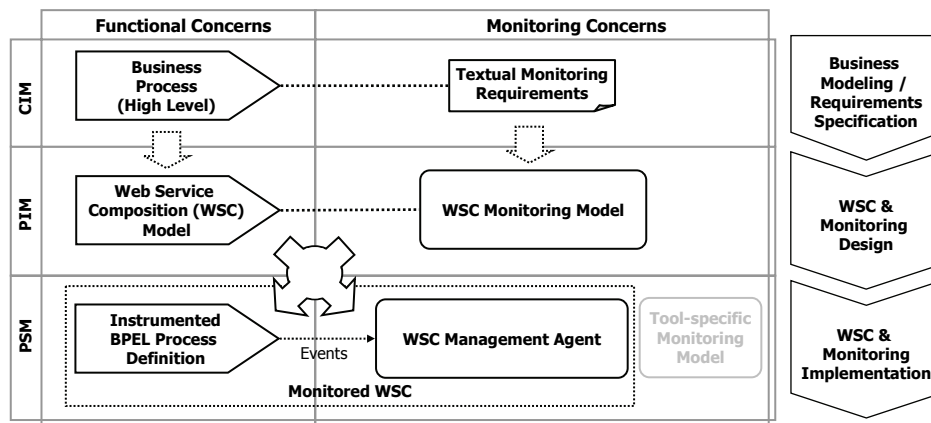 Functional Concerns
Monitoring Concerns
CIM
Business
Process
(High Level)
Textual Monitoring
Requirements
Business
Modeling /
Requirements
Specification
PIM
Web Service
Composition (WSC)
Model
WSC Monitoring Model
WSC &
Monitoring
Design
PSM
Instrumented
BPEL Process
Definition
Events
WSC Management Agent
Tool-specific
Monitoring
Model
Monitored WSC
WSC &
Monitoring
Implementation